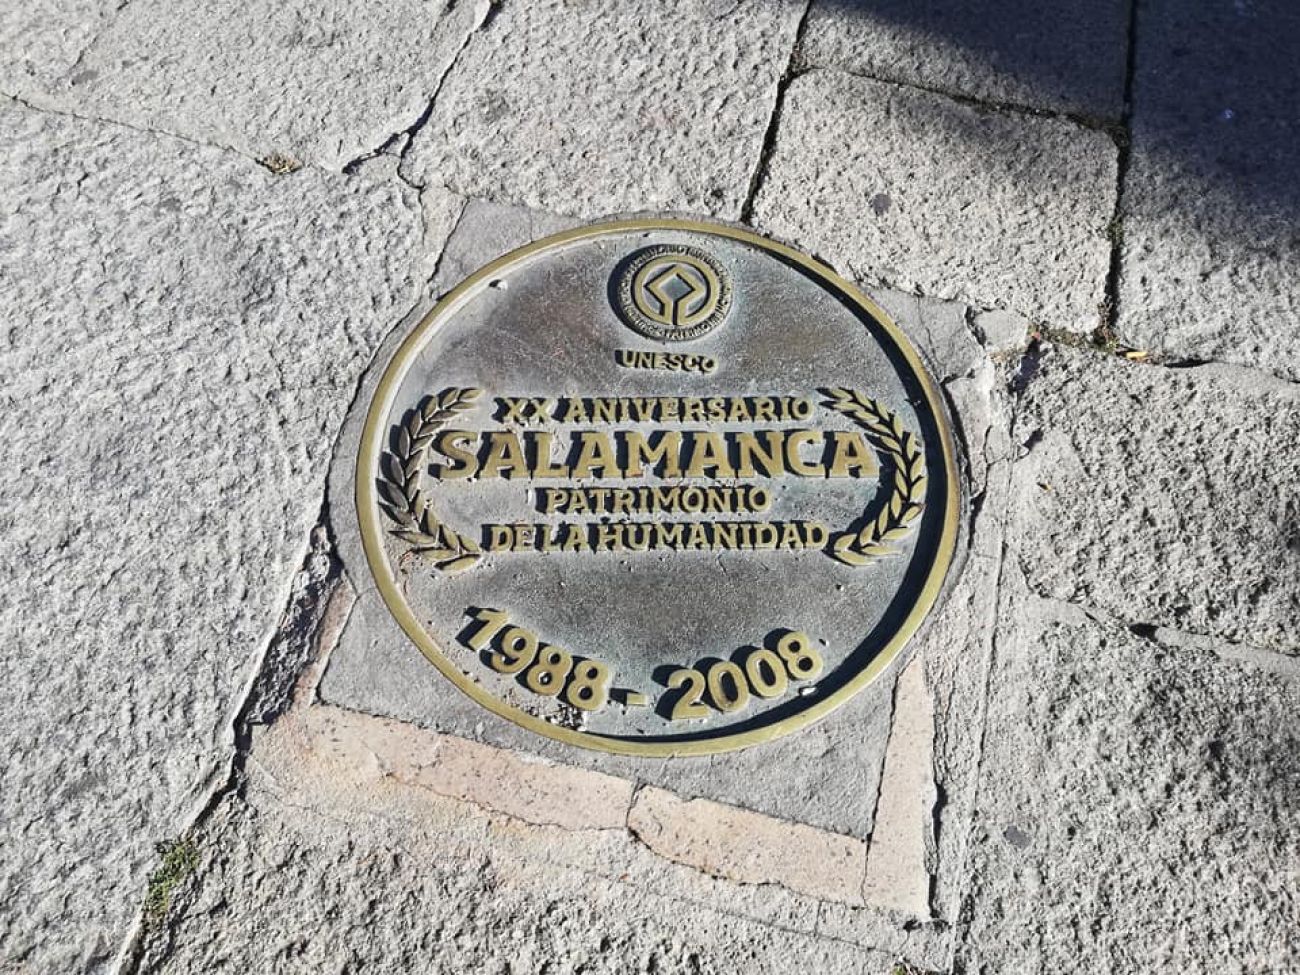 UNESCO
XX ANIVERSARIO
SALAMANCA
PATRIMONIO
DE LA HUMANIDAD
1988 - 2008